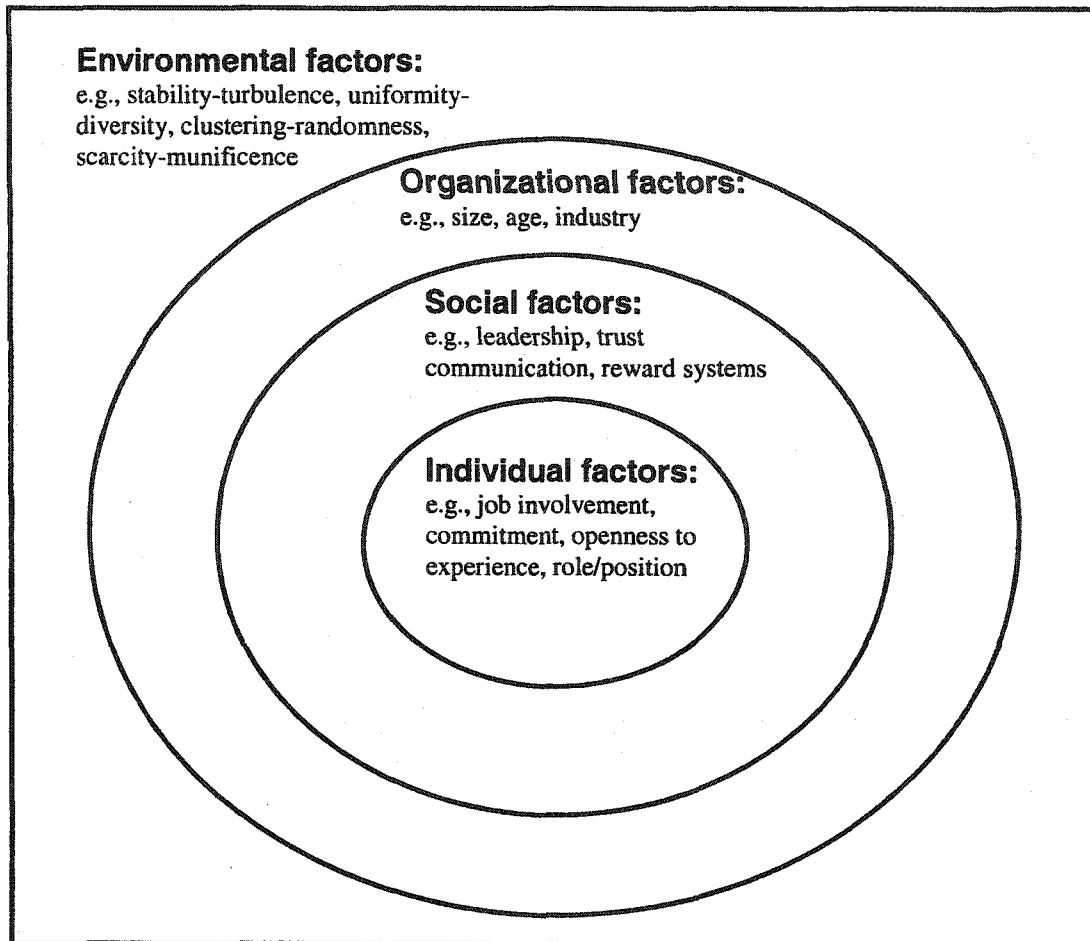 Environmental factors:
e.g., stability-turbulence, uniformity-
diversity, clustering-randomness,
scarcity-munificence
Organizational factors:
e.g., size, age, industry
Social factors:
e.g., leadership, trust
communication, reward systems
Individual factors:
e.g., job involvement,
commitment, openness to
experience, role/position